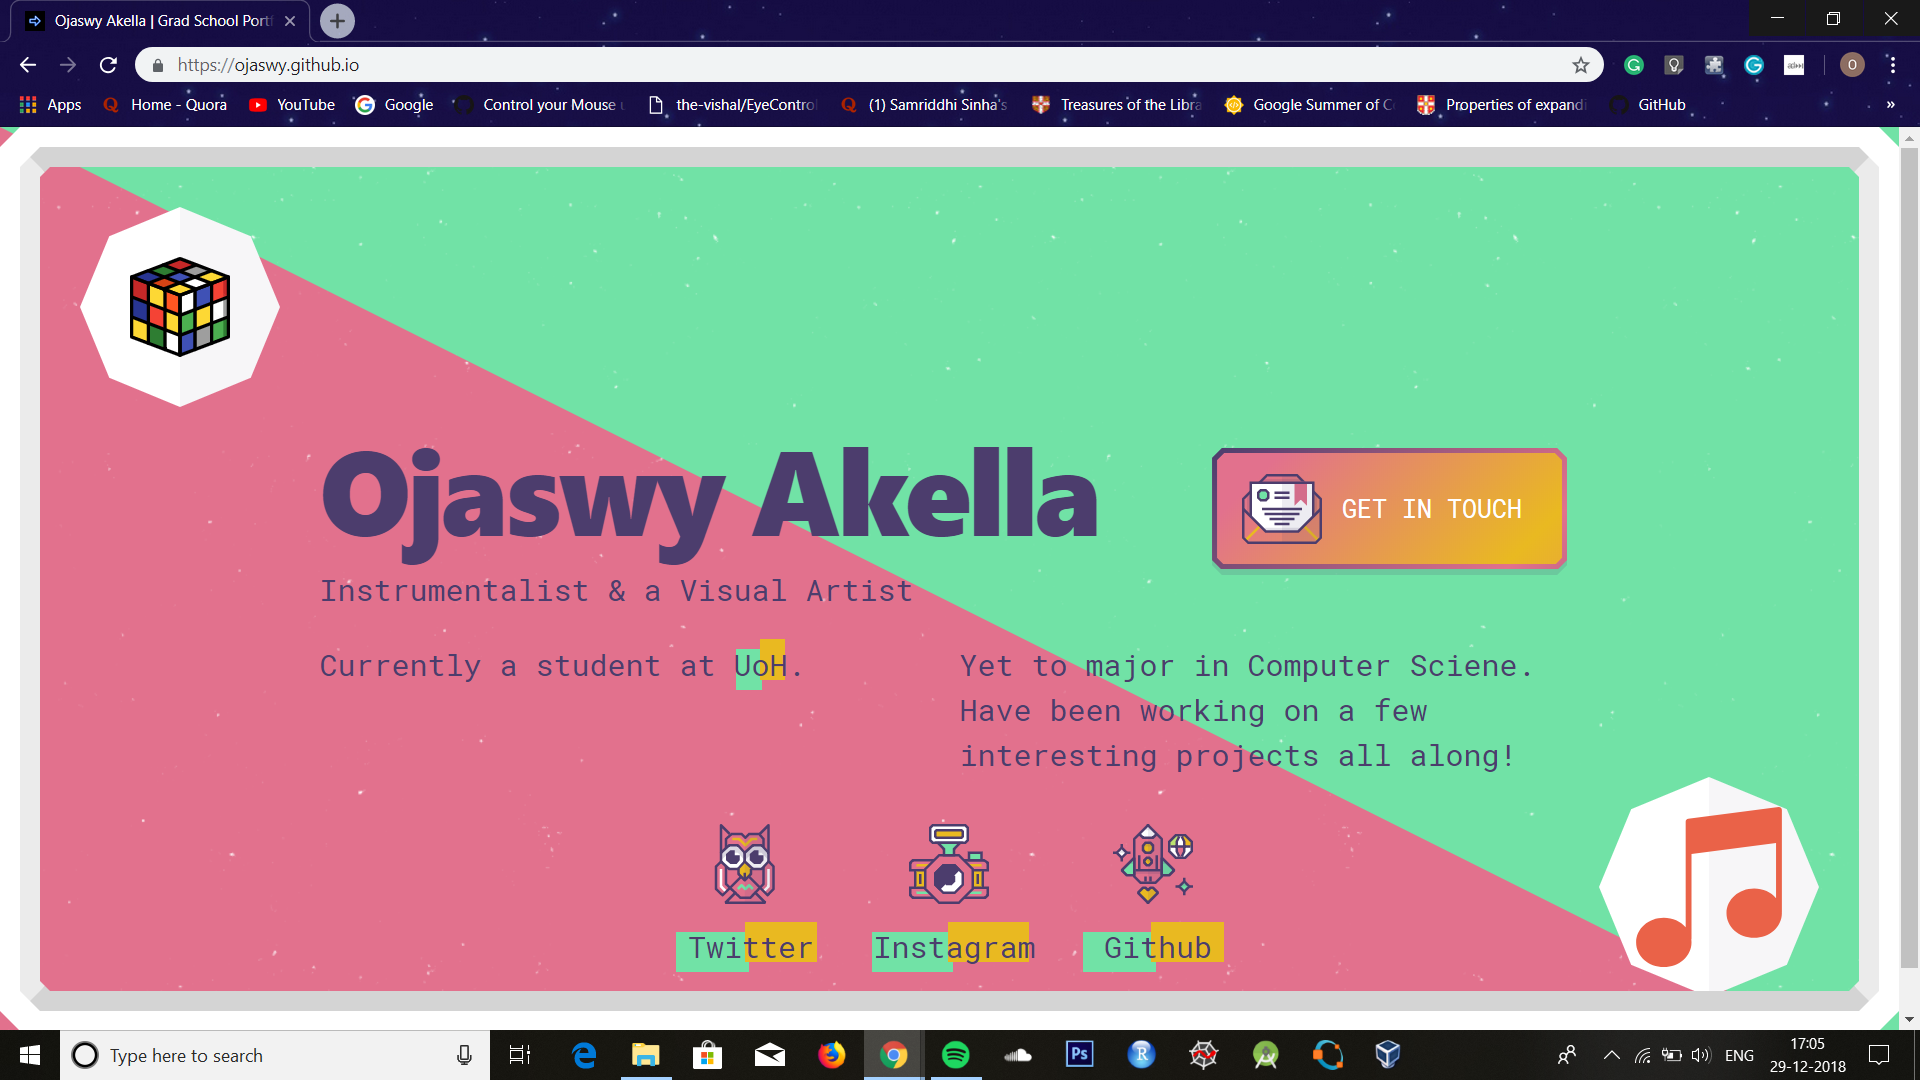 Ojaswy Akella | Grad School Portf
https://ojaswy.github.io
O
Apps
Home - Quora
YouTube
Google
Control your Mouse u
the-vishal/EyeControl
(1) Samriddhi Sinha's
Treasures of the Libra
Google Summer of C
Properties of expandi
GitHub
»
Ojaswy Akella
GET IN TOUCH
Instrumentalist & a Visual Artist
Currently a student at UoH.
Yet to major in Computer Sciene.
Have been working on a few
interesting projects all along!
Twitter
Instagram
Github
Type here to search
Ps
R
ENG
17:05
29-12-2018